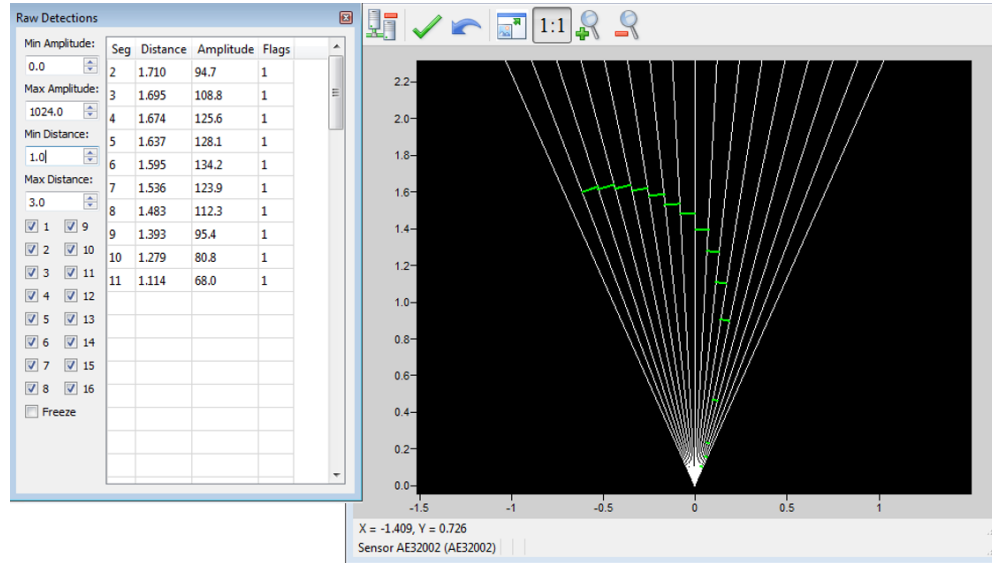 Raw Detections
Min Amplitude:
0.0
Max Amplitude:
1024.0
Min Distance:
1.0
Max Distance:
3.0
1 9
2 10
3 11
4 12
5 13
6 14
7 15
8 16
Freeze
Seg Distance Amplitude Flags
2 1.710 94.7 1
3 1.695 108.8 1
4 1.674 125.6 1
5 1.637 128.1 1
6 1.595 134.2 1
7 1.536 123.9 1
8 1.483 112.3 1
9 1.393 95.4 1
10 1.279 80.8 1
11 1.114 68.0 1
1:1
2.2
2.0
1.8
1.6
1.4
1.2
1.0
0.8
0.6
0.4
0.2
0.0
-1.5 -1 -0.5 0 0.5 1
X = -1.409, Y = 0.726
Sensor AE32002 (AE32002)